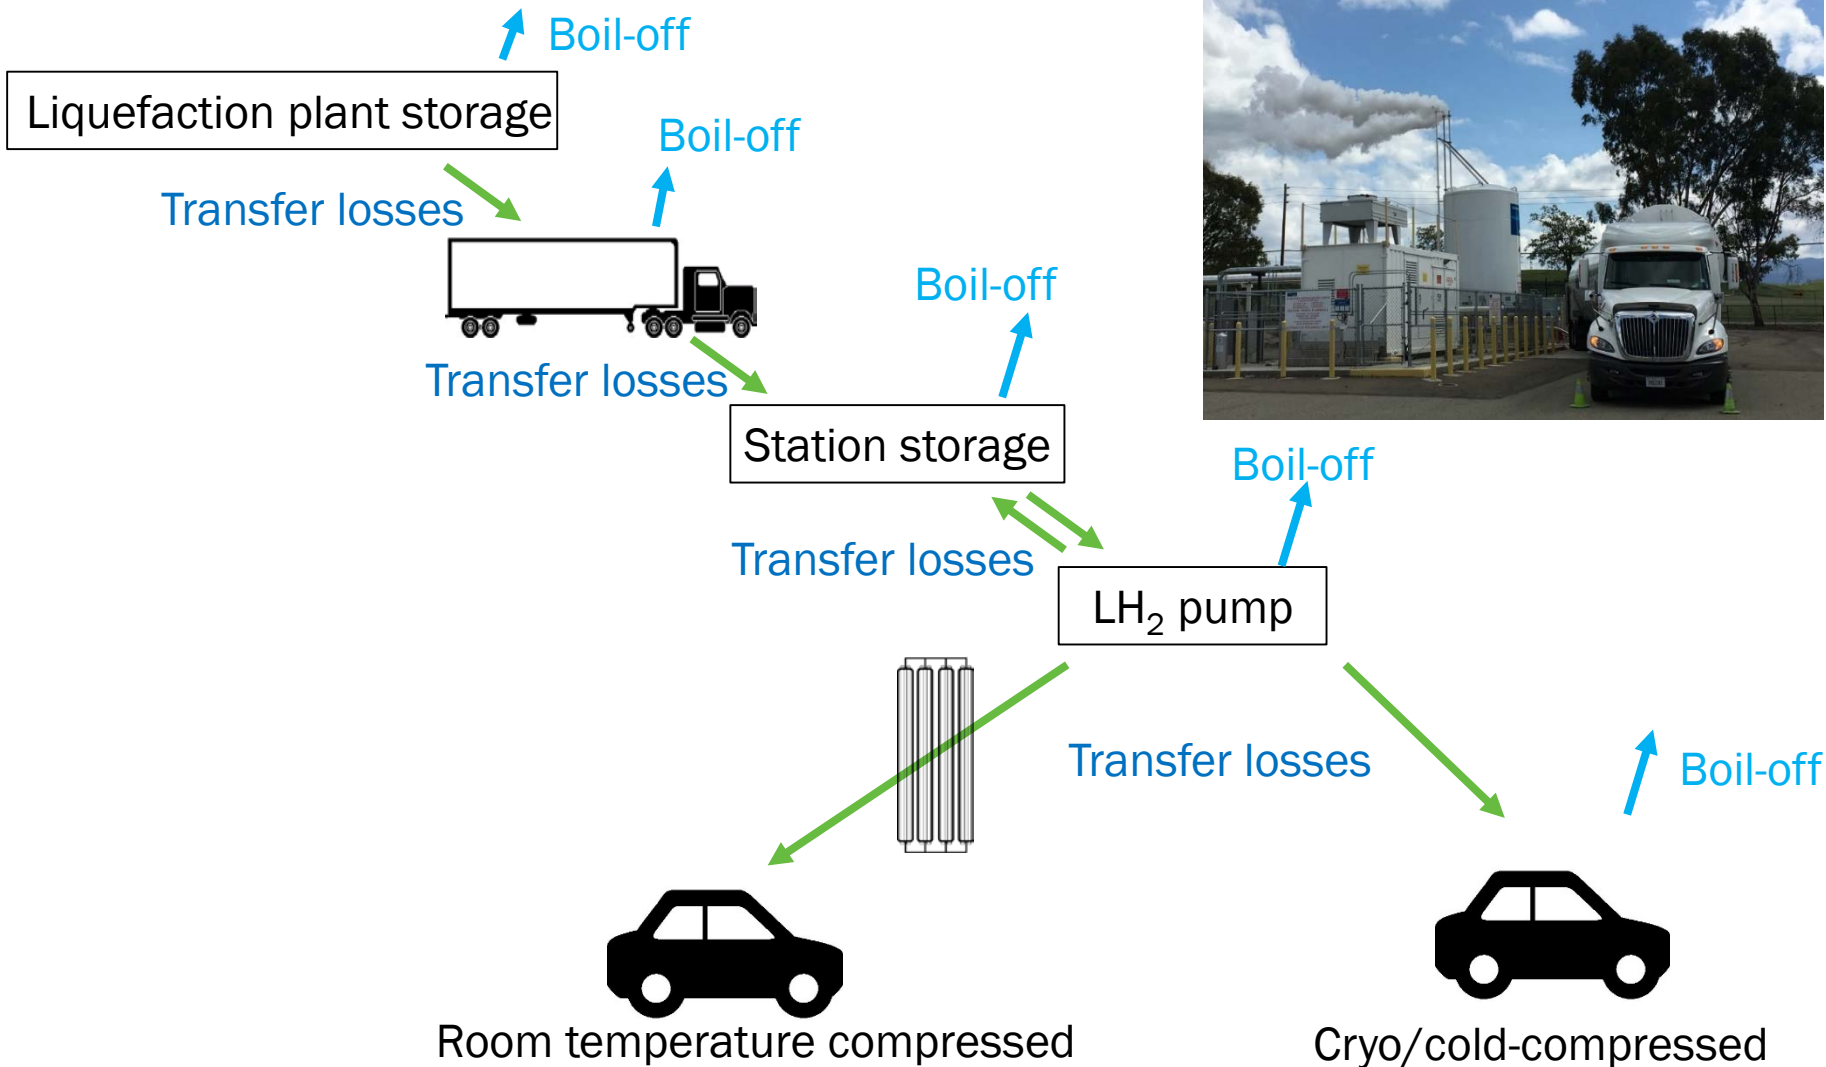 Boil-off
Liquefaction plant storage
Boil-off
Transfer losses
Boil-off
Transfer losses
Station storage
Boil-off
Transfer losses
LH₂ pump
Transfer losses
Boil-off
Room temperature compressed
Cryo/cold-compressed